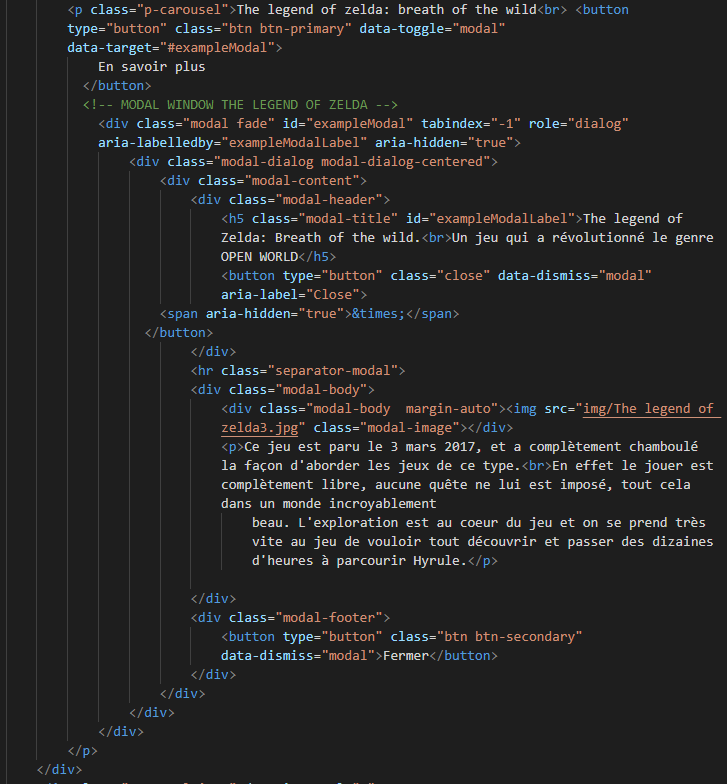 <p class="p-carousel">The legend of zelda: breath of the wild<br> <button
type="button" class="btn btn-primary" data-toggle="modal"
data-target="#exampleModal">
En savoir plus
</button>
<!-- MODAL WINDOW THE LEGEND OF ZELDA -->
<div class="modal fade" id="exampleModal" tabindex="-1" role="dialog"
aria-labelledby="exampleModalLabel" aria-hidden="true">
<div class="modal-dialog modal-dialog-centered">
<div class="modal-content">
<div class="modal-header">
<h5 class="modal-title" id="exampleModalLabel">The legend of
Zelda: Breath of the wild.<br>Un jeu qui a révolutionné le genre
OPEN WORLD</h5>
<button type="button" class="close" data-dismiss="modal"
aria-label="Close">
<span aria-hidden="true">&times;</span>
</button>
</div>
<hr class="separator-modal">
<div class="modal-body">
<div class="modal-body  margin-auto"><img src="img/The legend of
zelda3.jpg" class="modal-image"></div>
<p>Ce jeu est paru le 3 mars 2017, et a complètement chamboulé
la façon d'aborder les jeux de ce type.<br>En effet le jouer est
complètement libre, aucune quête ne lui est imposé, tout cela
dans un monde incroyablement
beau. L'exploration est au coeur du jeu et on se prend très
vite au jeu de vouloir tout découvrir et passer des dizaines
d'heures à parcourir Hyrule.</p>
</div>
<div class="modal-footer">
<button type="button" class="btn btn-secondary"
data-dismiss="modal">Fermer</button>
</div>
</div>
</div>
</div>
</p>
</div>